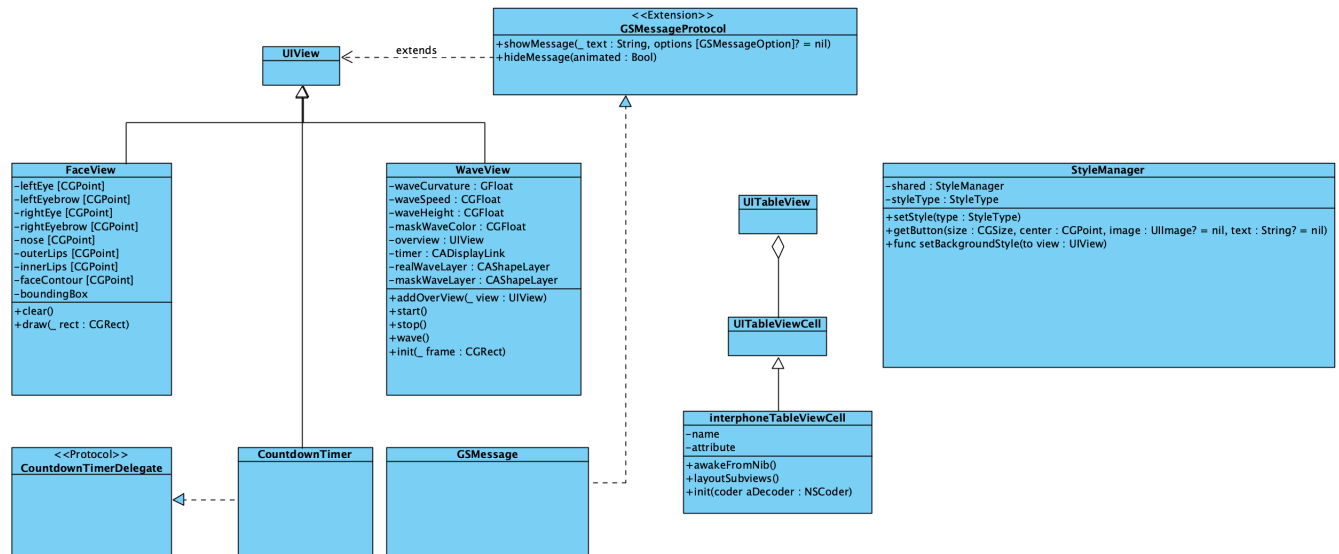 <<Extension>>
GSMessageProtocol
+showMessage(_ text : String, options [GSMessageOption]? = nil)
+hideMessage(animated : Bool)
extends
UIView
FaceView
-leftEye [CGPoint]
-leftEyebrow [CGPoint]
-rightEye [CGPoint]
-rightEyebrow [CGPoint]
-nose [CGPoint]
-outerLips [CGPoint]
-innerLips [CGPoint]
-faceContour [CGPoint]
-boundingBox
+clear()
+draw(_ rect : CGRect)
WaveView
-waveCurvature : GFloat
-waveSpeed : CGFloat
-waveHeight : CGFloat
-maskWaveColor : CGFloat
-overview : UIView
-timer : CADisplayLink
-realWaveLayer : CAShapeLayer
-maskWaveLayer : CAShapeLayer
+addOverView(_ view : UIView)
+start()
+stop()
+wave()
+init(_ frame : CGRect)
UITableView
UITableViewCell
interphoneTableViewCell
-name
-attribute
+awakeFromNib()
+layoutSubviews()
+init(coder aDecoder : NSCoder)
StyleManager
-shared : StyleManager
-styleType : StyleType
+setStyle(type : StyleType)
+getButton(size : CGSize, center : CGPoint, image : UIImage? = nil, text : String? = nil)
+func setBackgroundStyle(to view : UIView)
<<Protocol>>
CountdownTimerDelegate
CountdownTimer
GSMessage